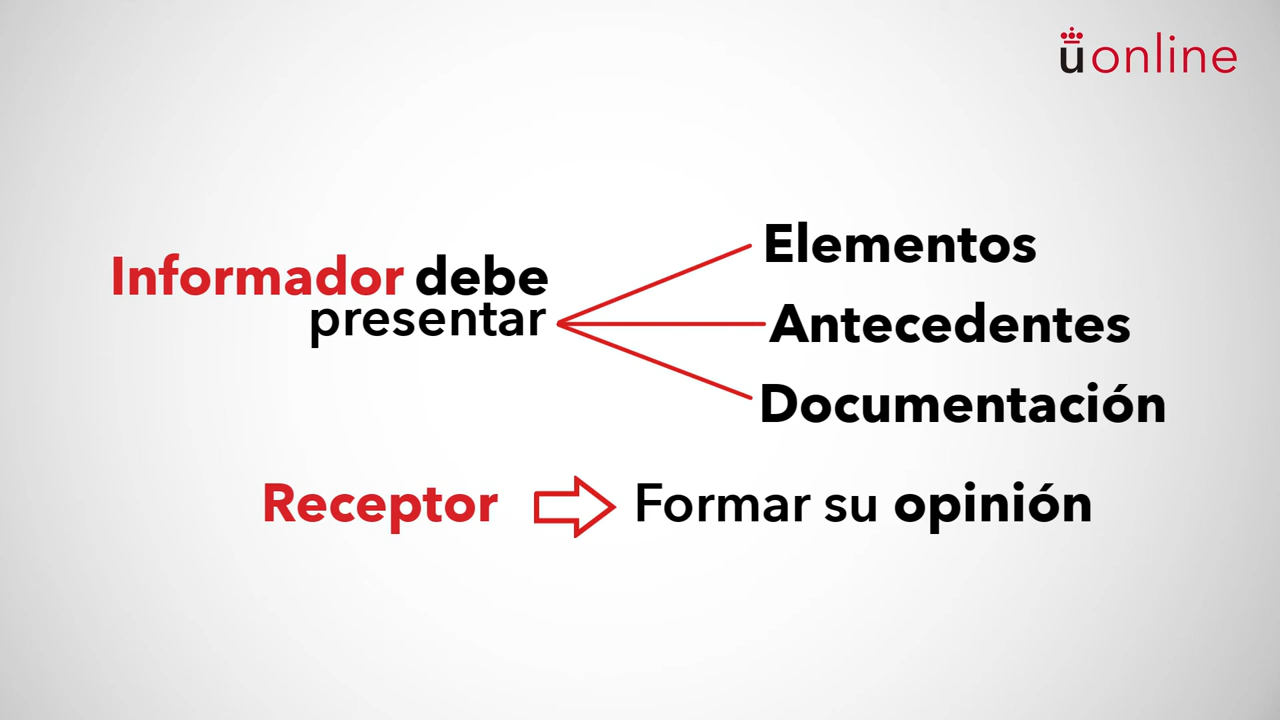 uonline
Elementos
Informador debe
presentar
Antecedentes
Documentación
Receptor
Formar su opinión